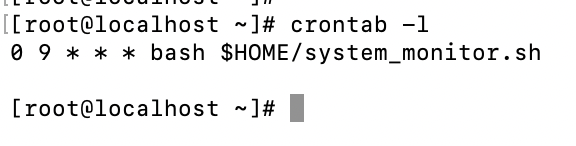 [[root@localhost ~]# crontab -l
0 9 * * * bash $HOME/system_monitor.sh
[root@localhost ~]#